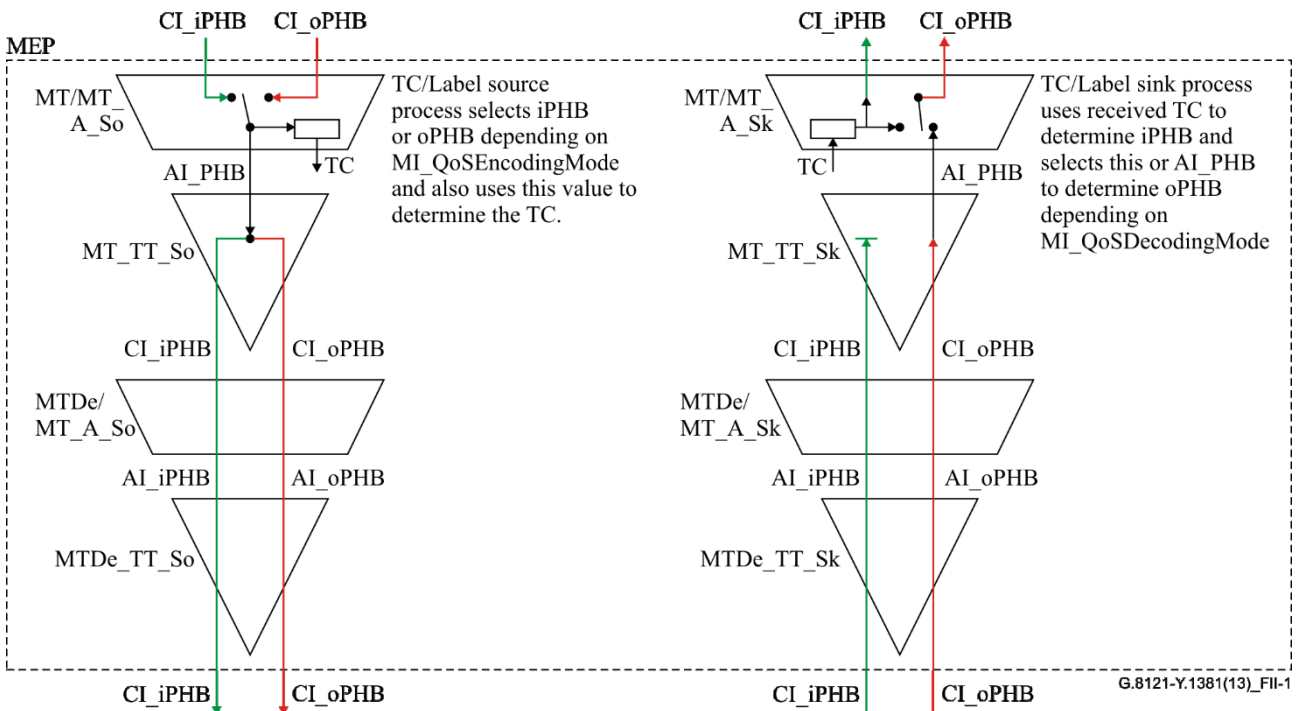 CI_iPHB CI_oPHB
MEP
MT/MT_
A_So
TC/Label source
process selects iPHB
or oPHB depending on
MI_QoSEncodingMode
and also uses this value to
determine the TC.
TC
AI_PHB
MT_TT_So
CI_iPHB CI_oPHB
MTDe/
MT_A_So
AI_iPHB AI_oPHB
MTDe_TT_So
CI_iPHB CI_oPHB
CI_iPHB CI_oPHB
MT/MT_
A_Sk
TC/Label sink process
uses received TC to
determine iPHB and
selects this or AI_PHB
to determine oPHB
depending on
MI_QoSDecodingMode
TC
AI_PHB
MT_TT_Sk
CI_iPHB CI_oPHB
MTDe/
MT_A_Sk
AI_iPHB AI_oPHB
MTDe_TT_Sk
CI_iPHB CI_oPHB
G.8121-Y.1381(13)_FII-1